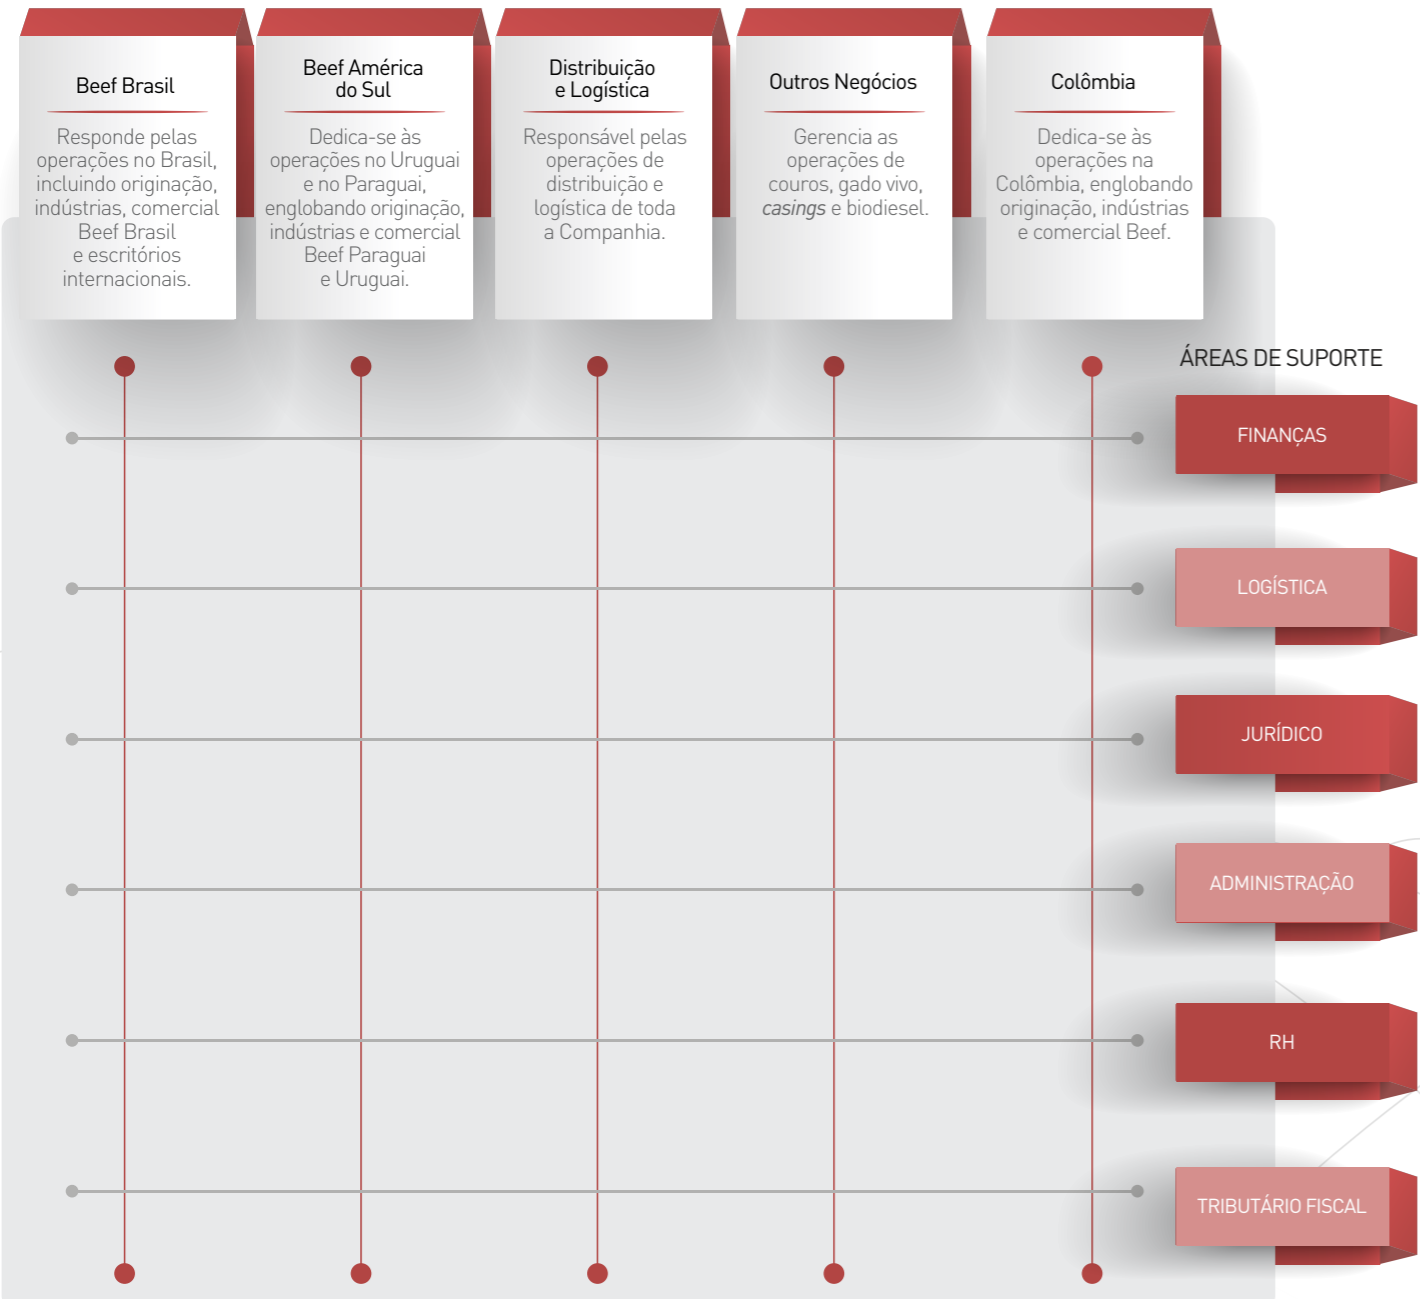 Beef Brasil
Responde pelas
operações no Brasil,
incluindo originação,
indústrias, comercial
Beef Brasil
e escritórios
internacionais.
Beef América
do Sul
Dedica-se às
operações no Uruguai
e no Paraguai,
englobando originação,
indústrias e comercial
Beef Paraguai
e Uruguai.
Distribuição
e Logística
Responsável pelas
operações de
distribuição e
logística de toda
a Companhia.
Outros Negócios
Gerencia as
operações de
couros, gado vivo,
casings e biodiesel.
Colômbia
Dedica-se às
operações na
Colômbia, englobando
originação, indústrias
e comercial Beef.
ÁREAS DE SUPORTE
FINANÇAS
LOGÍSTICA
JURÍDICO
ADMINISTRAÇÃO
RH
TRIBUTÁRIO FISCAL